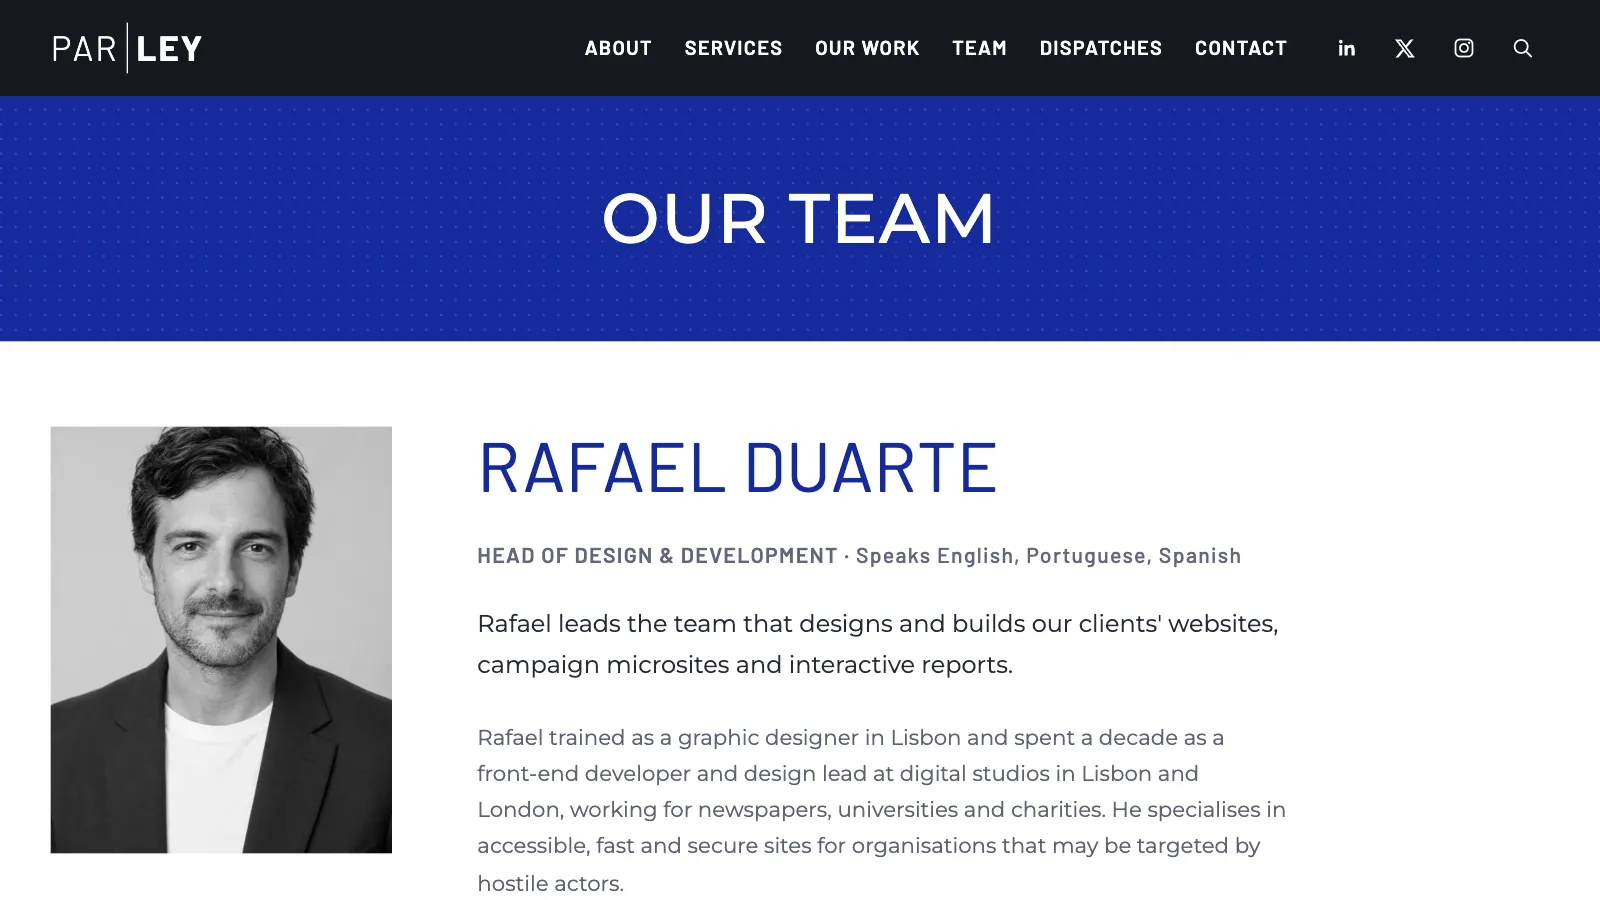 PAR|LEY
ABOUT SERVICES OUR WORK TEAM DISPATCHES CONTACT in X
OUR TEAM
RAFAEL DUARTE
HEAD OF DESIGN & DEVELOPMENT · Speaks English, Portuguese, Spanish
Rafael leads the team that designs and builds our clients' websites,
campaign microsites and interactive reports.
Rafael trained as a graphic designer in Lisbon and spent a decade as a
front-end developer and design lead at digital studios in Lisbon and
London, working for newspapers, universities and charities. He specialises in
accessible, fast and secure sites for organisations that may be targeted by
hostile actors.